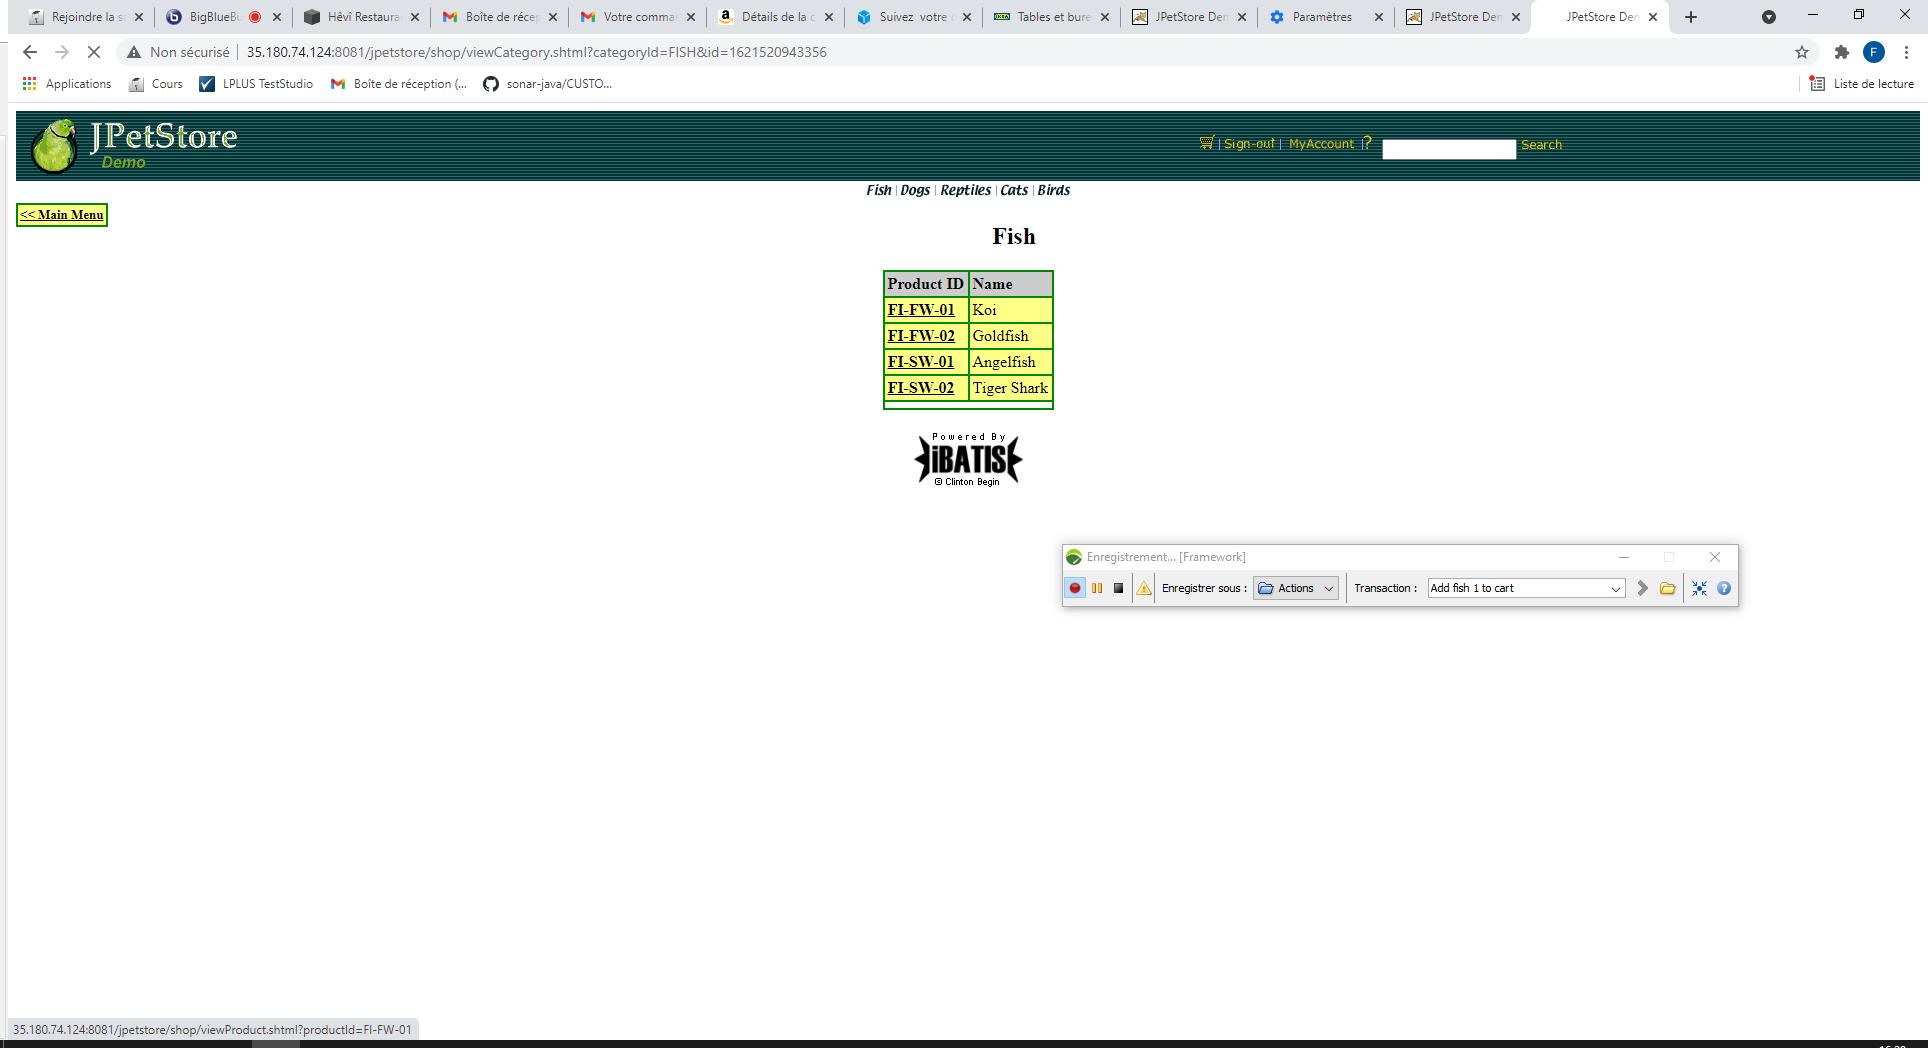 Rejoindre la s
BigBlueBu
Hêvî Restaura
Boîte de récep
Votre comman
Détails de la c
Suivez votre c
Tables et bure
JPetStore Dem
Paramètres
JPetStore Dem
JPetStore Dem
Non sécurisé
35.180.74.124:8081/jpetstore/shop/viewCategory.shtml?categoryId=FISH&id=1621520943356
F
Applications
Cours
LPLUS TestStudio
Boîte de réception (...
sonar-java/CUSTO...
Liste de lecture
JPetStore
Demo
| Sign-out | MyAccount | ?
Search
Fish | Dogs | Reptiles | Cats | Birds
<< Main Menu
Fish
Product ID Name
FI-FW-01 Koi
FI-FW-02 Goldfish
FI-SW-01 Angelfish
FI-SW-02 Tiger Shark
Powered By
iBATIS
© Clinton Begin
Enregistrement... [Framework]
Enregistrer sous : Actions
Transaction : Add fish 1 to cart
35.180.74.124:8081/jpetstore/shop/viewProduct.shtml?productId=FI-FW-01